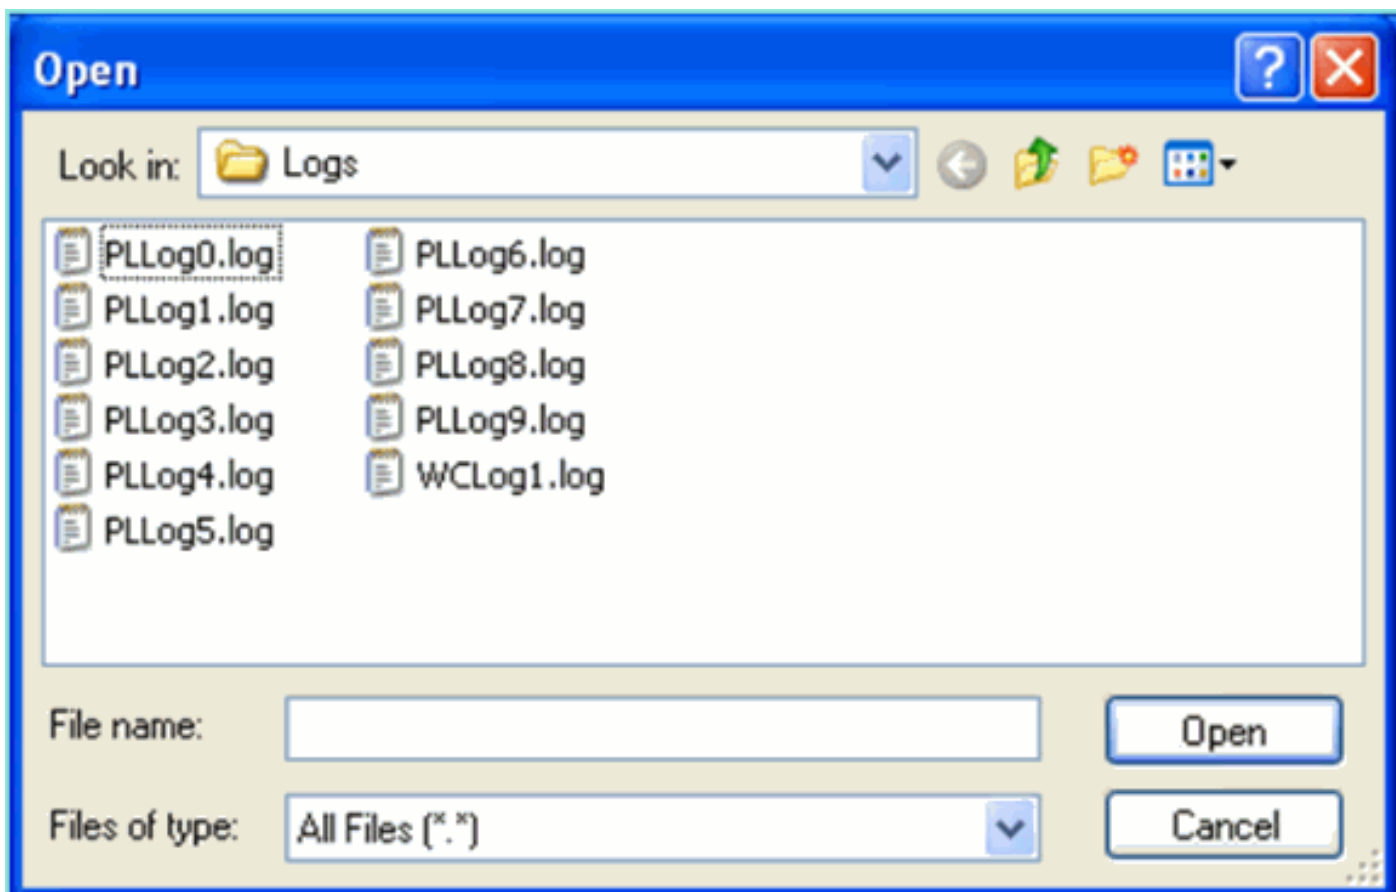 Open
Look in: Logs
PLLog0.log
PLLog1.log
PLLog2.log
PLLog3.log
PLLog4.log
PLLog5.log
PLLog6.log
PLLog7.log
PLLog8.log
PLLog9.log
WCLog1.log
File name:
Open
Files of type: All Files (*.*)
Cancel